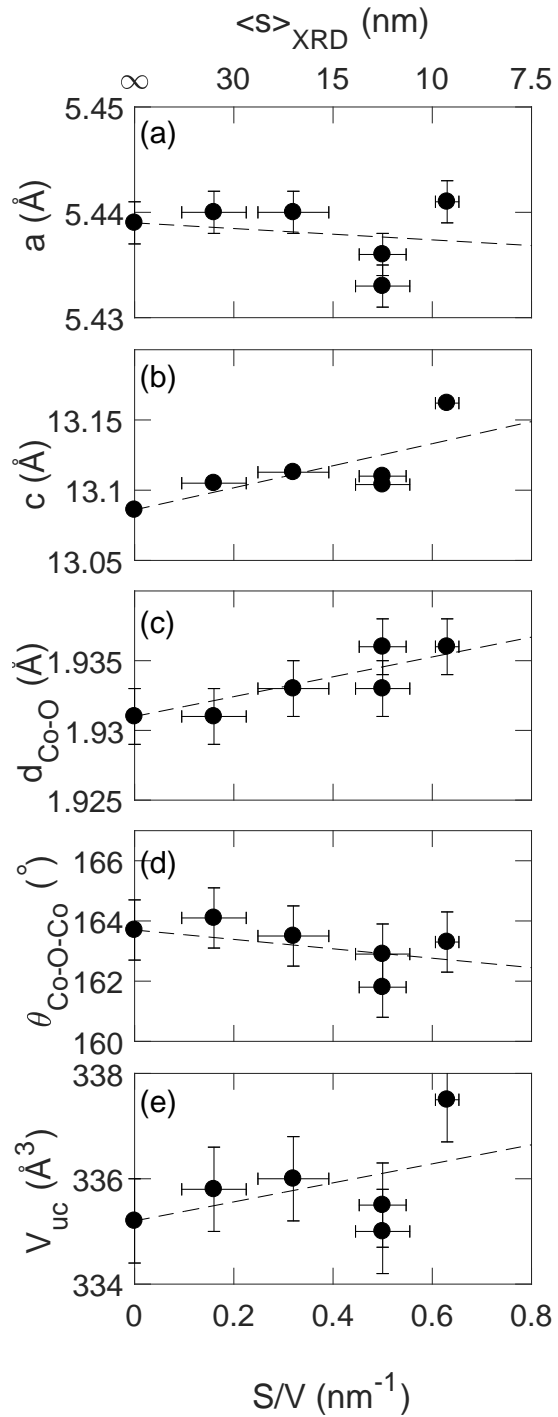 <s>XRD (nm)
∞ 30 15 10 7.5
5.45
(a)
a (Å)
5.44
5.43
(b)
13.15
c (Å)
13.1
13.05
(c)
1.935
dCo-O (Å)
1.93
1.925
166
(d)
164
θCo-O-Co (°)
162
160
338
(e)
Vuc (Å3)
336
334
0 0.2 0.4 0.6 0.8
S/V (nm-1)